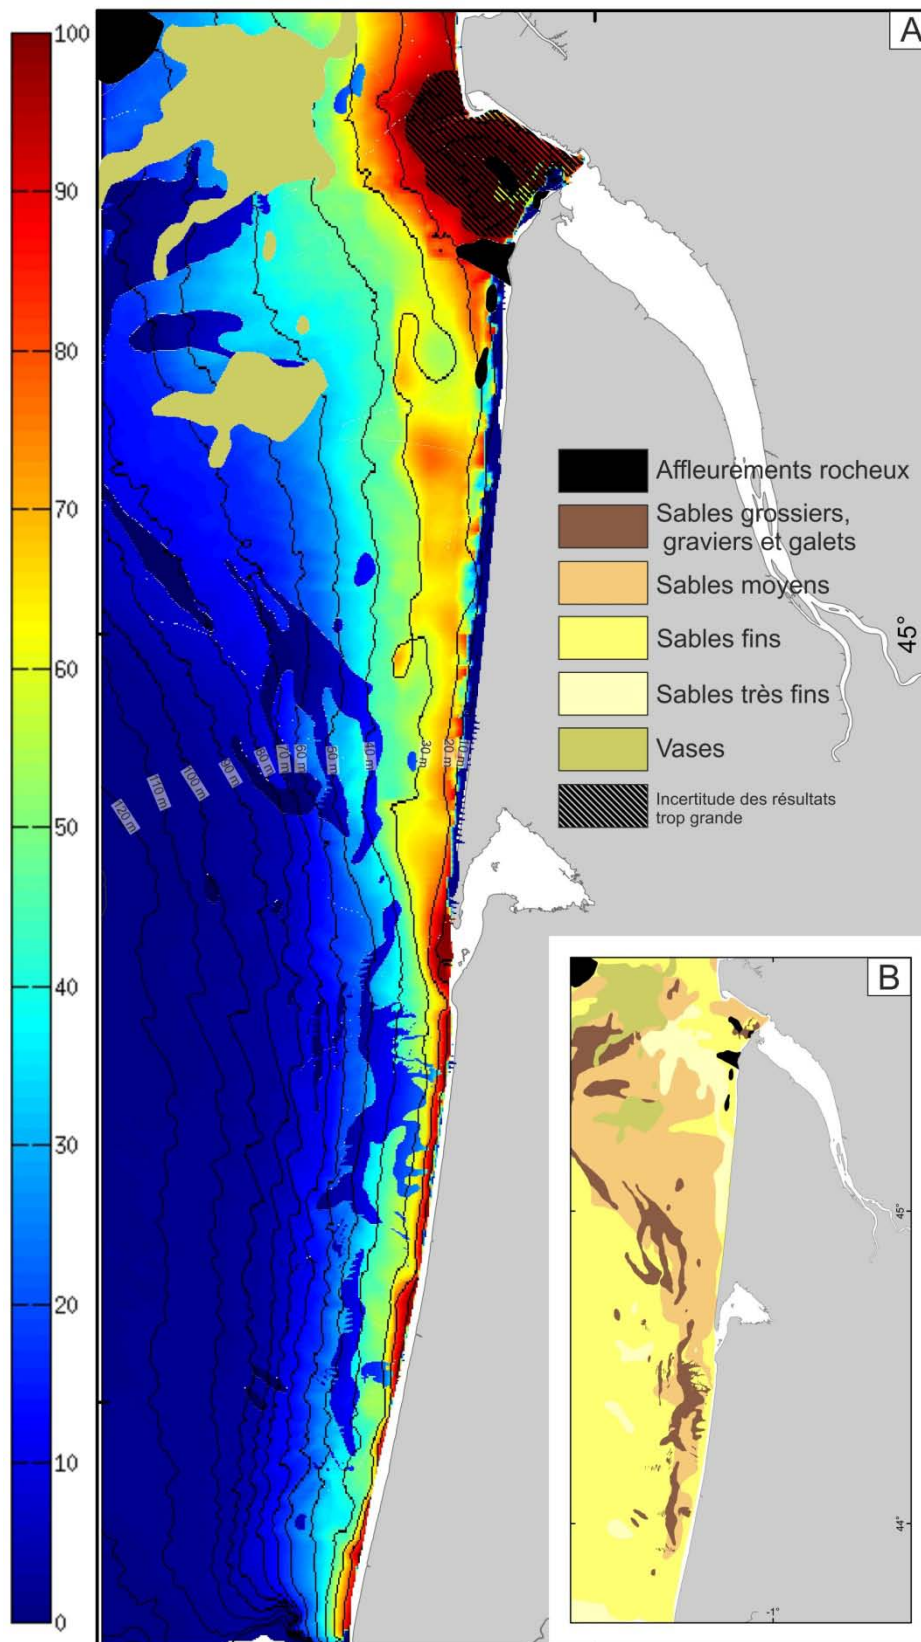 100
90
80
70
60
50
40
30
20
10
0
A
Affleurements rocheux
Sables grossiers,
graviers et galets
Sables moyens
Sables fins
Sables très fins
Vases
Incertitude des résultats
trop grande
45°
120 m
110 m
100 m
90 m
80 m
70 m
60 m
50 m
40 m
30 m
20 m
10 m
B
45°
44°
-1°